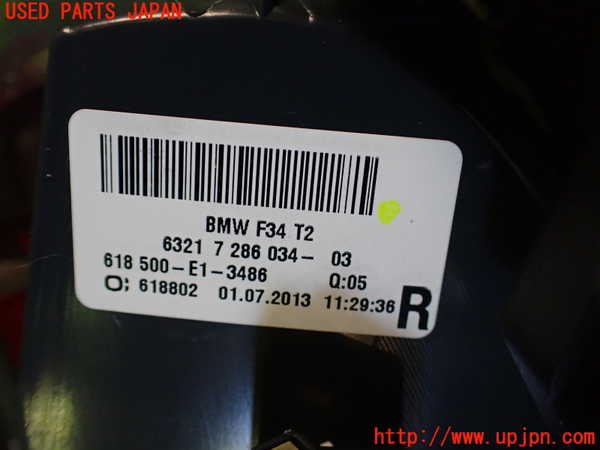 USED PARTS JAPAN
BMW F34 T2
6321 7 286 034- 03
618 500-E1-3486 Q:05
618802 01.07.2013 11:29:36 R
http://www.upjpn.com/